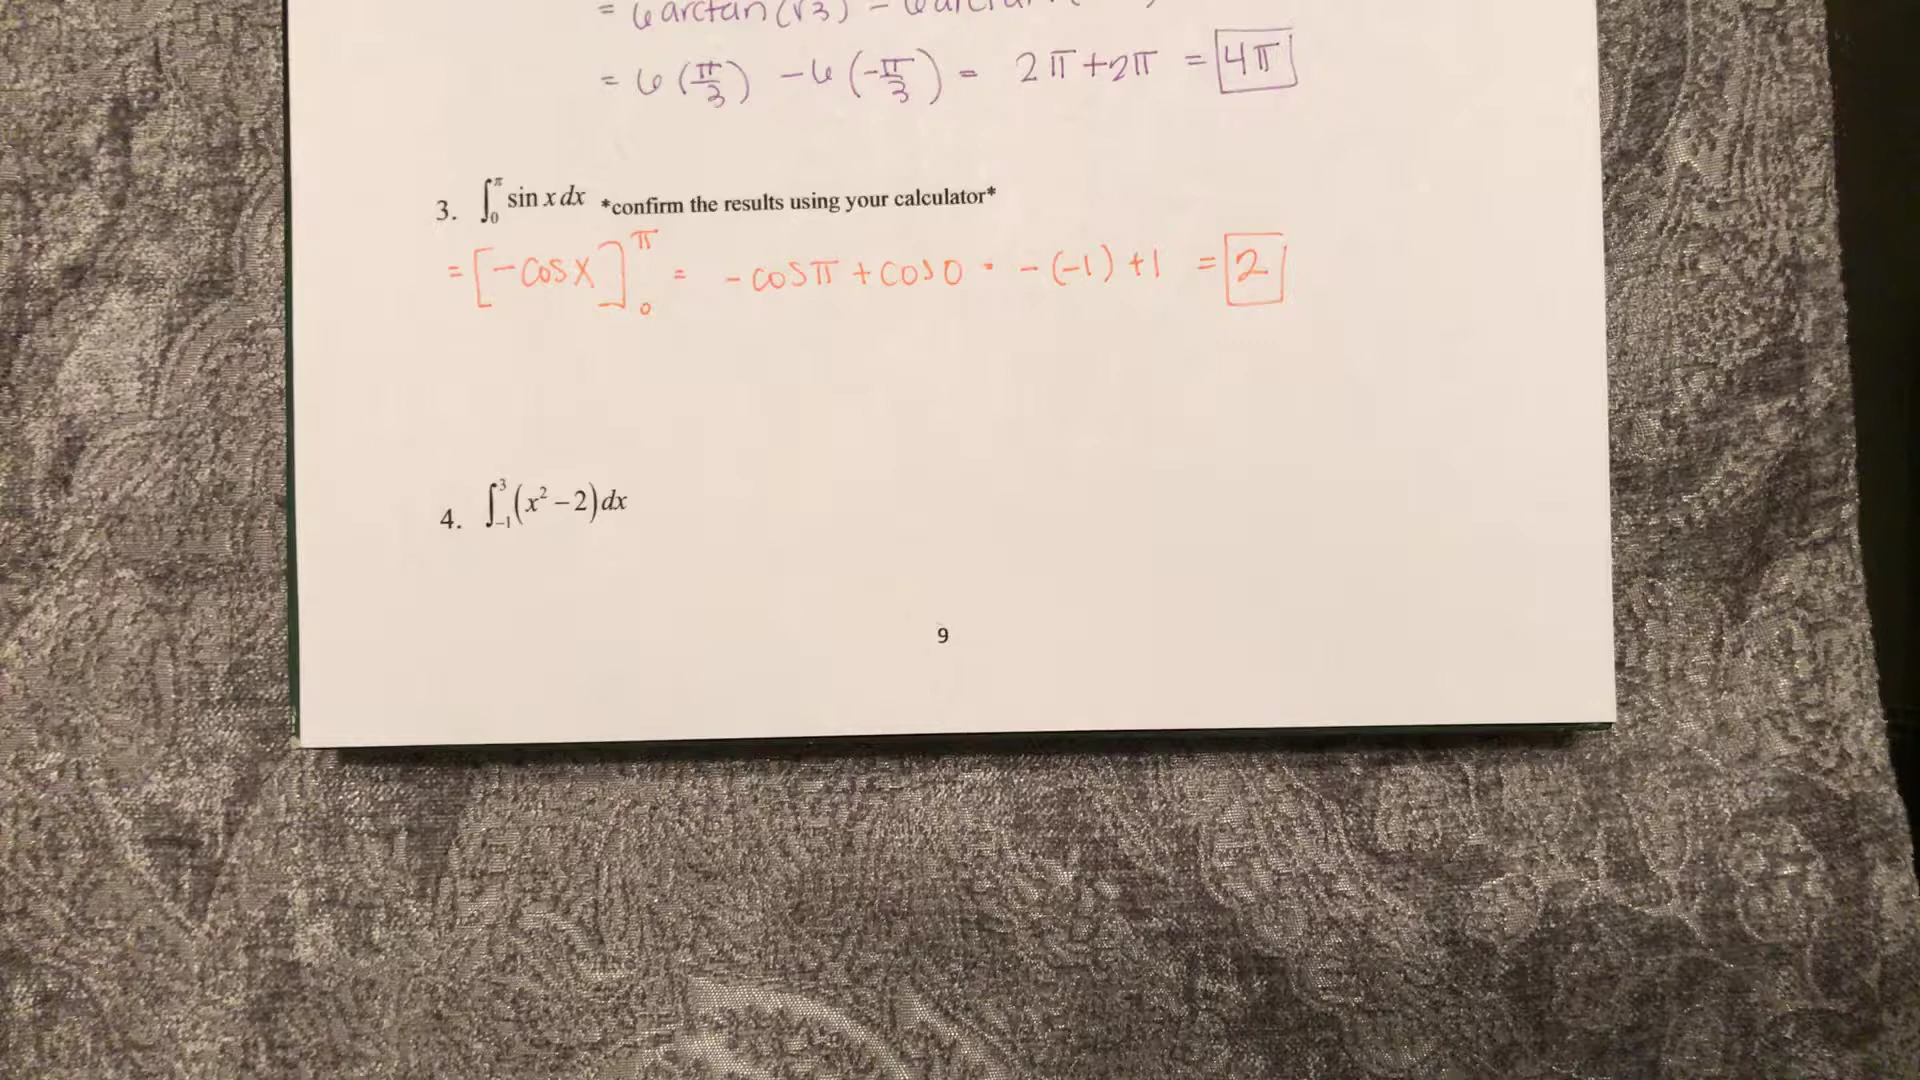 = 6 arctan(√3) –
= 6 (π/3) – 6 (-π/3) = 2π + 2π = 4π
3. ∫₀^π sin x dx *confirm the results using your calculator*
= [-cos x]₀^π = - cos π + cos 0 = - (-1) + 1 = 2
4. ∫₋₁³ (x² – 2) dx
9